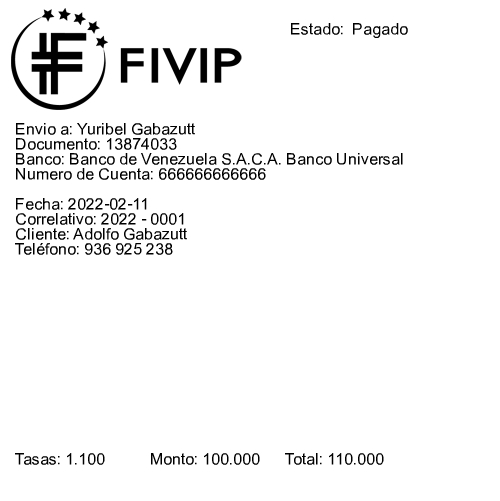 Estado: Pagado
FIVIP
Envio a: Yuribel Gabazutt
Documento: 13874033
Banco: Banco de Venezuela S.A.C.A. Banco Universal
Numero de Cuenta: 666666666666
Fecha: 2022-02-11
Correlativo: 2022 - 0001
Cliente: Adolfo Gabazutt
Teléfono: 936 925 238
Tasas: 1.100 Monto: 100.000 Total: 110.000